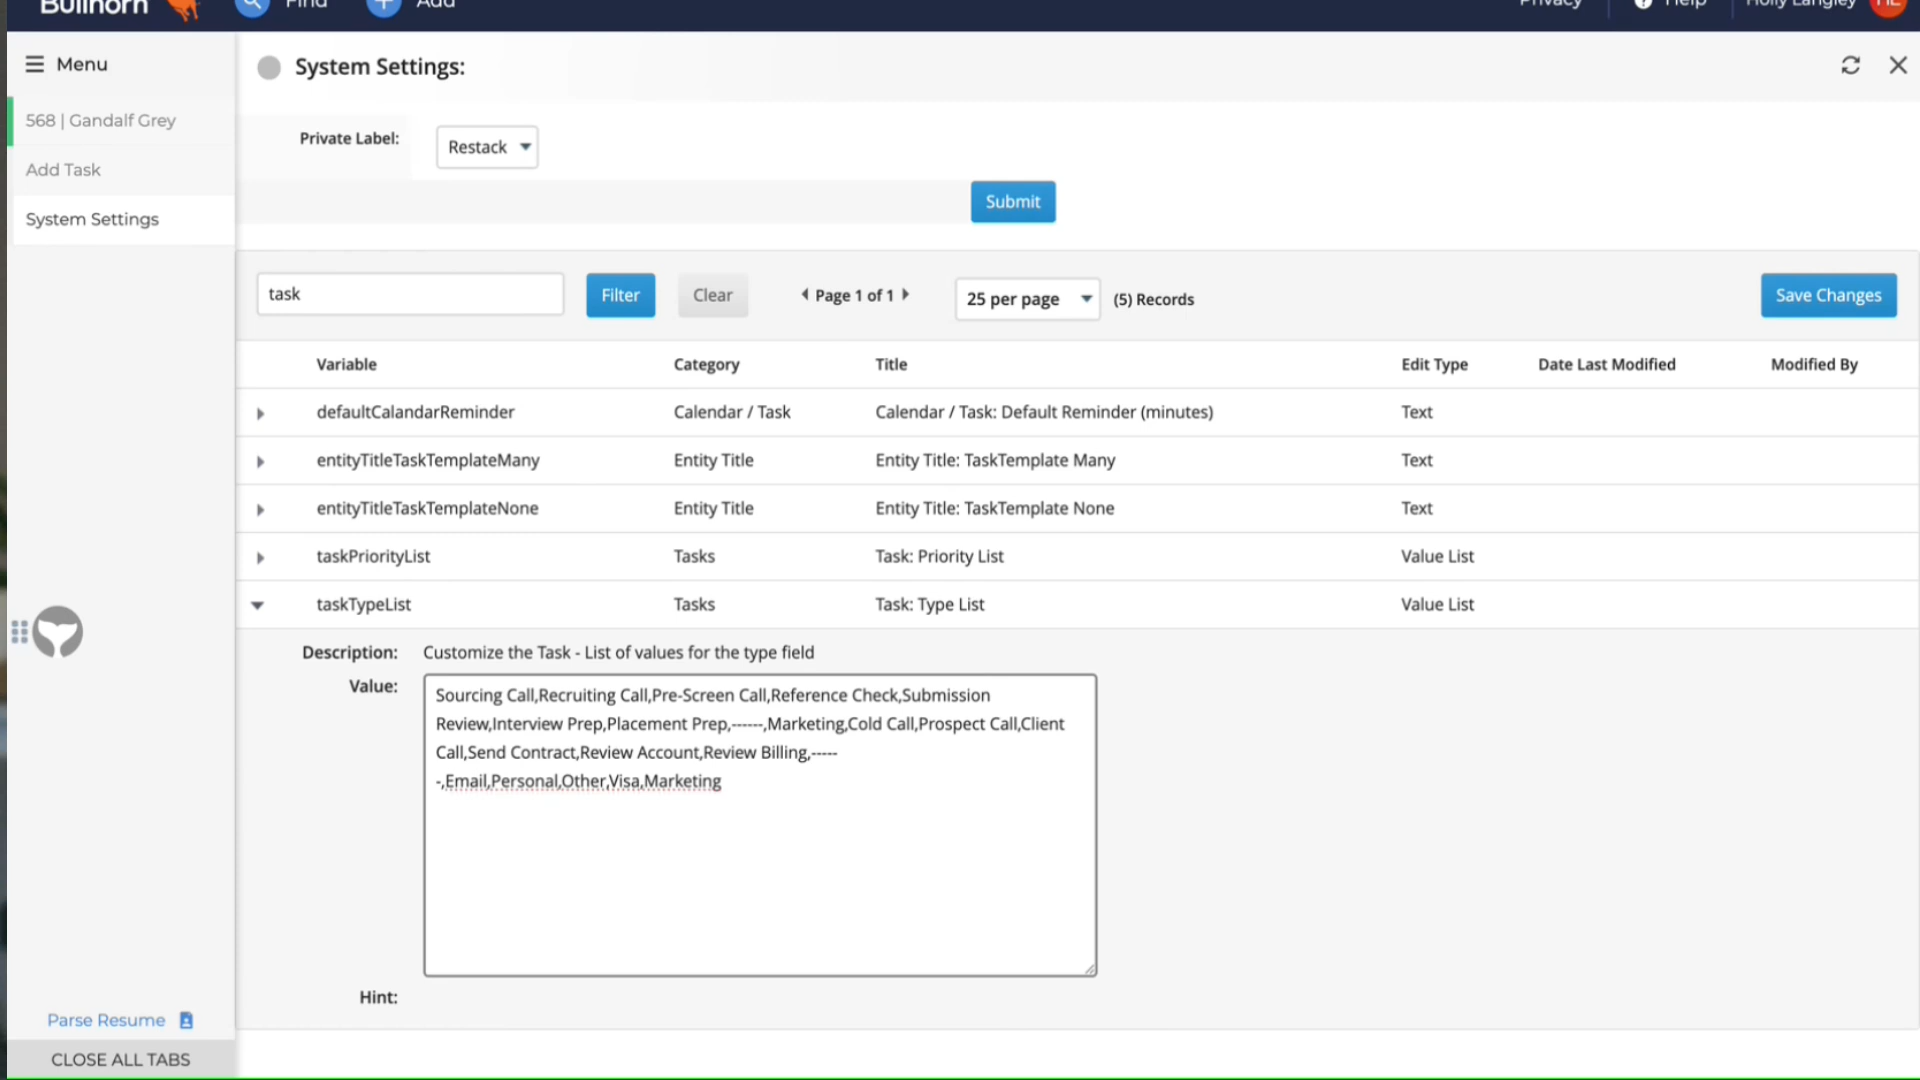 Bullhorn Find Add Privacy Help Holly Langley HL
Menu
System Settings:
568 | Gandalf Grey
Add Task
System Settings
Private Label: Restack
Submit
task Filter Clear Page 1 of 1 25 per page (5) Records Save Changes
Variable Category Title Edit Type Date Last Modified Modified By
defaultCalandarReminder Calendar / Task Calendar / Task: Default Reminder (minutes) Text
entityTitleTaskTemplateMany Entity Title Entity Title: TaskTemplate Many Text
entityTitleTaskTemplateNone Entity Title Entity Title: TaskTemplate None Text
taskPriorityList Tasks Task: Priority List Value List
taskTypeList Tasks Task: Type List Value List
Description: Customize the Task - List of values for the type field
Value: Sourcing Call,Recruiting Call,Pre-Screen Call,Reference Check,Submission
Review,Interview Prep,Placement Prep,------,Marketing,Cold Call,Prospect Call,Client
Call,Send Contract,Review Account,Review Billing,-----
-,Email,Personal,Other,Visa,Marketing
Hint:
Parse Resume
CLOSE ALL TABS